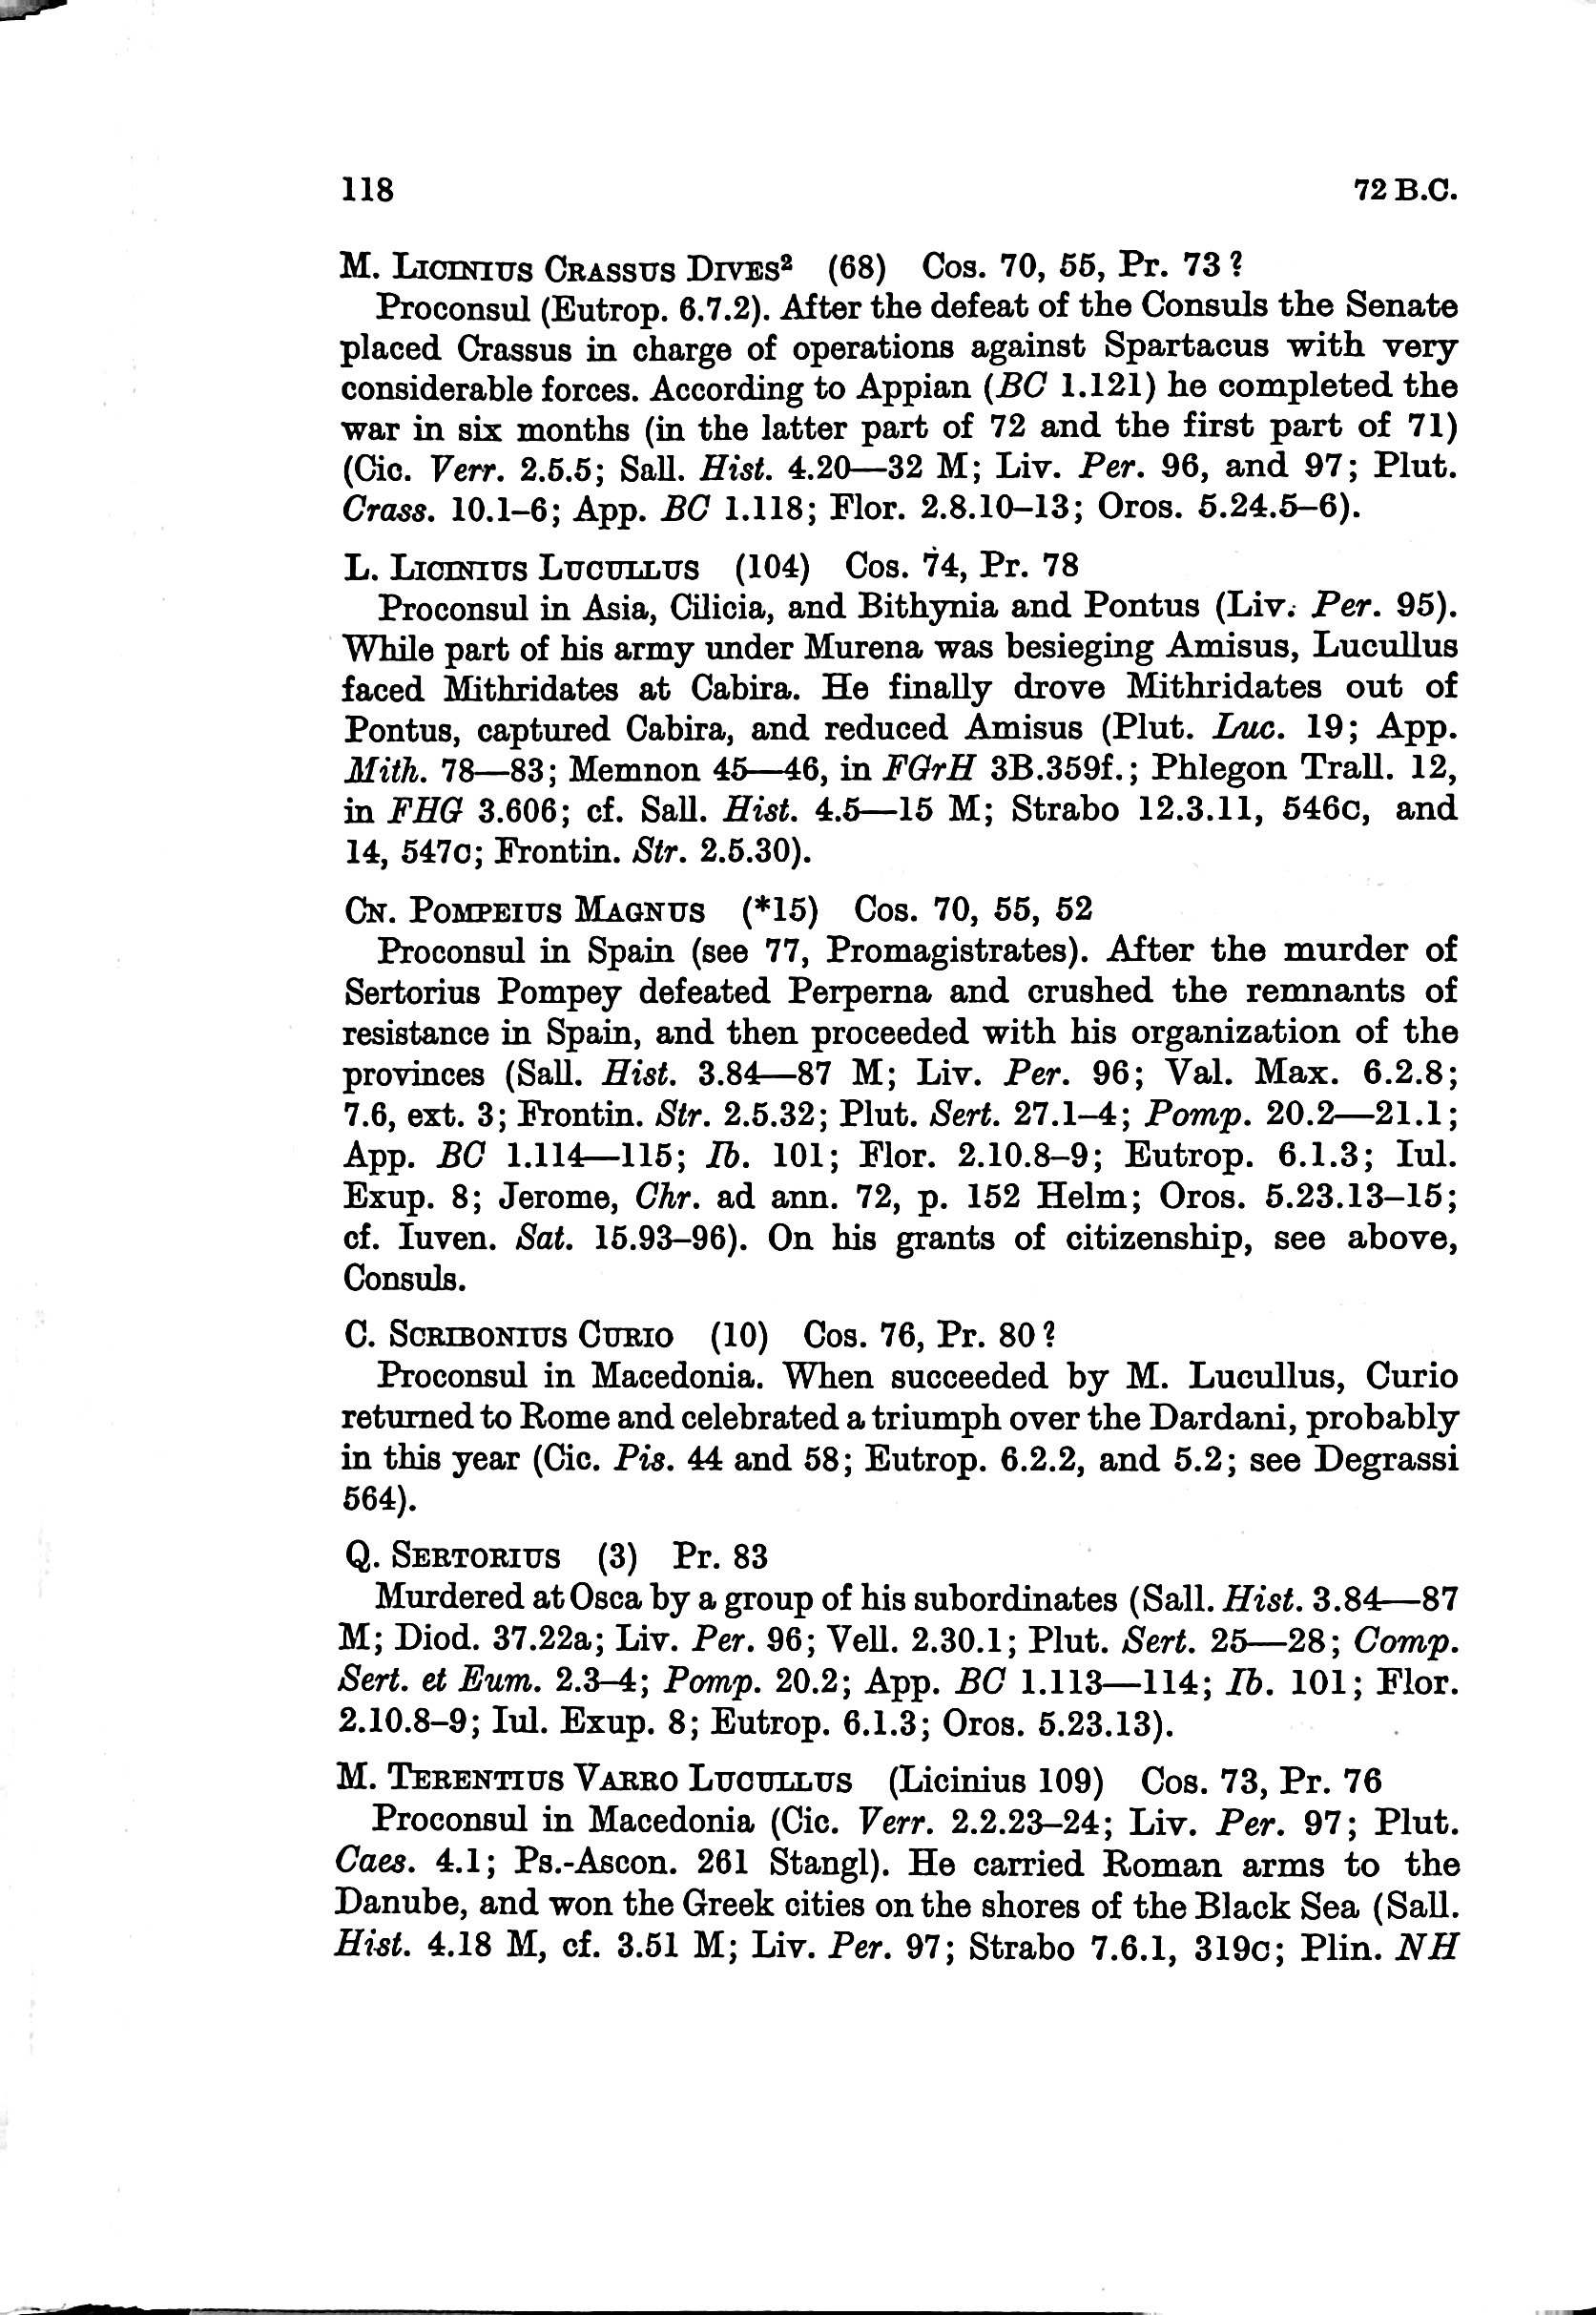 118 72 B.C.
M. Licinius Crassus Dives² (68) Cos. 70, 55, Pr. 73?
Proconsul (Eutrop. 6.7.2). After the defeat of the Consuls the Senate
placed Crassus in charge of operations against Spartacus with very
considerable forces. According to Appian (BC 1.121) he completed the
war in six months (in the latter part of 72 and the first part of 71)
(Cic. Verr. 2.5.5; Sall. Hist. 4.20—32 M; Liv. Per. 96, and 97; Plut.
Crass. 10.1–6; App. BC 1.118; Flor. 2.8.10–13; Oros. 5.24.5–6).
L. Licinius Lucullus (104) Cos. 74, Pr. 78
Proconsul in Asia, Cilicia, and Bithynia and Pontus (Liv. Per. 95).
While part of his army under Murena was besieging Amisus, Lucullus
faced Mithridates at Cabira. He finally drove Mithridates out of
Pontus, captured Cabira, and reduced Amisus (Plut. Luc. 19; App.
Mith. 78—83; Memnon 45—46, in FGrH 3B.359f.; Phlegon Trall. 12,
in FHG 3.606; cf. Sall. Hist. 4.5—15 M; Strabo 12.3.11, 546c, and
14, 547c; Frontin. Str. 2.5.30).
Cn. Pompeius Magnus (*15) Cos. 70, 55, 52
Proconsul in Spain (see 77, Promagistrates). After the murder of
Sertorius Pompey defeated Perperna and crushed the remnants of
resistance in Spain, and then proceeded with his organization of the
provinces (Sall. Hist. 3.84—87 M; Liv. Per. 96; Val. Max. 6.2.8;
7.6, ext. 3; Frontin. Str. 2.5.32; Plut. Sert. 27.1–4; Pomp. 20.2—21.1;
App. BC 1.114—115; Ib. 101; Flor. 2.10.8–9; Eutrop. 6.1.3; Iul.
Exup. 8; Jerome, Chr. ad ann. 72, p. 152 Helm; Oros. 5.23.13–15;
cf. Iuven. Sat. 15.93–96). On his grants of citizenship, see above,
Consuls.
C. Scribonius Curio (10) Cos. 76, Pr. 80?
Proconsul in Macedonia. When succeeded by M. Lucullus, Curio
returned to Rome and celebrated a triumph over the Dardani, probably
in this year (Cic. Pis. 44 and 58; Eutrop. 6.2.2, and 5.2; see Degrassi
564).
Q. Sertorius (3) Pr. 83
Murdered at Osca by a group of his subordinates (Sall. Hist. 3.84—87
M; Diod. 37.22a; Liv. Per. 96; Vell. 2.30.1; Plut. Sert. 25—28; Comp.
Sert. et Eum. 2.3–4; Pomp. 20.2; App. BC 1.113—114; Ib. 101; Flor.
2.10.8–9; Iul. Exup. 8; Eutrop. 6.1.3; Oros. 5.23.13).
M. Terentius Varro Lucullus (Licinius 109) Cos. 73, Pr. 76
Proconsul in Macedonia (Cic. Verr. 2.2.23–24; Liv. Per. 97; Plut.
Caes. 4.1; Ps.-Ascon. 261 Stangl). He carried Roman arms to the
Danube, and won the Greek cities on the shores of the Black Sea (Sall.
Hist. 4.18 M, cf. 3.51 M; Liv. Per. 97; Strabo 7.6.1, 319c; Plin. NH